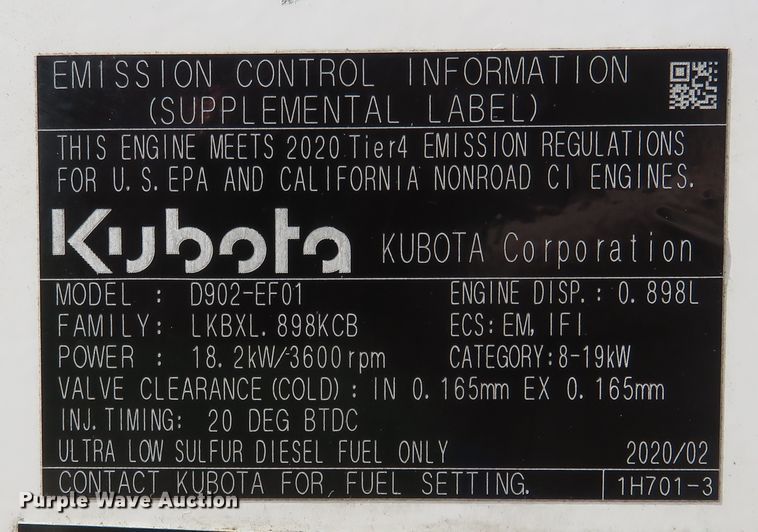 EMISSION CONTROL INFORMATION
(SUPPLEMENTAL LABEL)
THIS ENGINE MEETS 2020 Tier4 EMISSION REGULATIONS
FOR U.S.EPA AND CALIFORNIA NONROAD CI ENGINES.
Kubota KUBOTA Corporation
MODEL : D902-EF01 ENGINE DISP.: 0.898L
FAMILY: LKBXL.898KCB ECS:EM,IFI
POWER : 18.2kW/3600rpm CATEGORY:8-19kW
VALVE CLEARANCE(COLD): IN 0.165mm EX 0.165mm
INJ.TIMING: 20 DEG BTDC
ULTRA LOW SULFUR DIESEL FUEL ONLY 2020/02
CONTACT KUBOTA FOR FUEL SETTING. 1H701-3
Purple Wave Auction